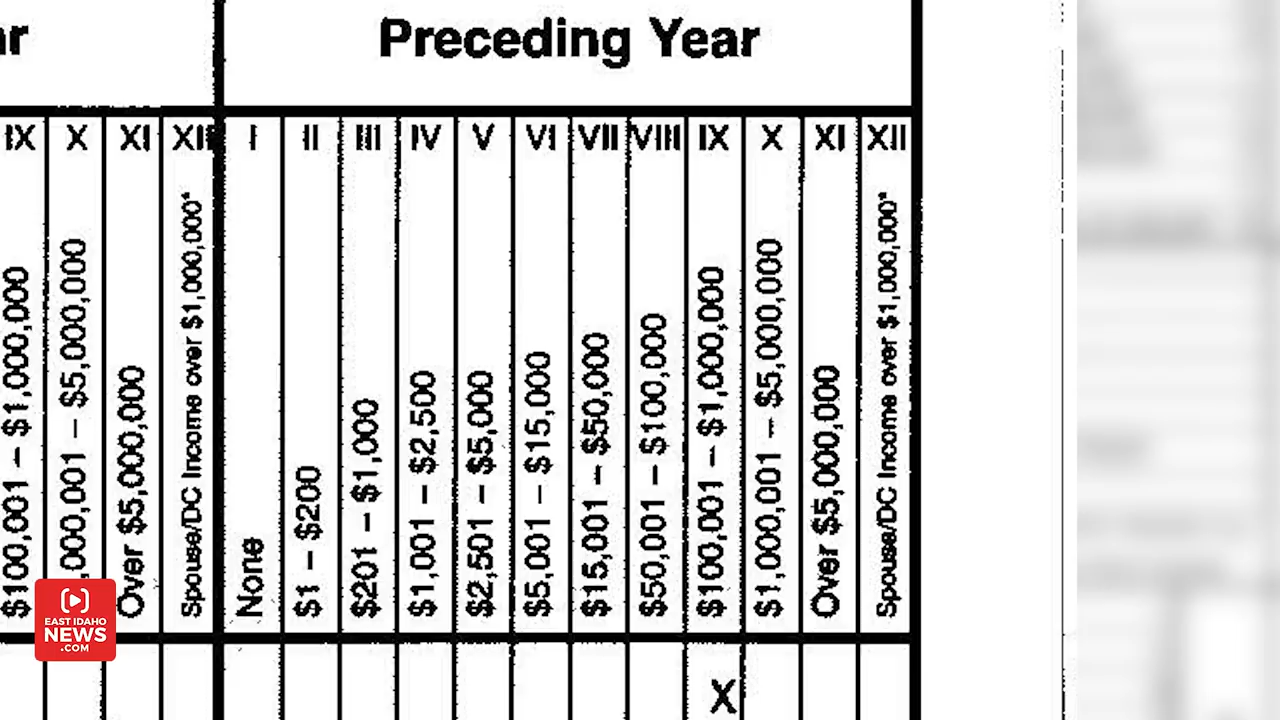 r
Preceding Year
IX X XI XII I II III IV V VI VII VIII IX X XI XII
$100,001 – $1,000,000
,000,001 – $5,000,000
Over $5,000,000
Spouse/DC Income over $1,000,000*
None
$1 – $200
$201 – $1,000
$1,001 – $2,500
$2,501 – $5,000
$5,001 – $15,000
$15,001 – $50,000
$50,001 – $100,000
$100,001 – $1,000,000
$1,000,001 – $5,000,000
Over $5,000,000
Spouse/DC Income over $1,000,000*
X
EAST IDAHO
NEWS
.COM